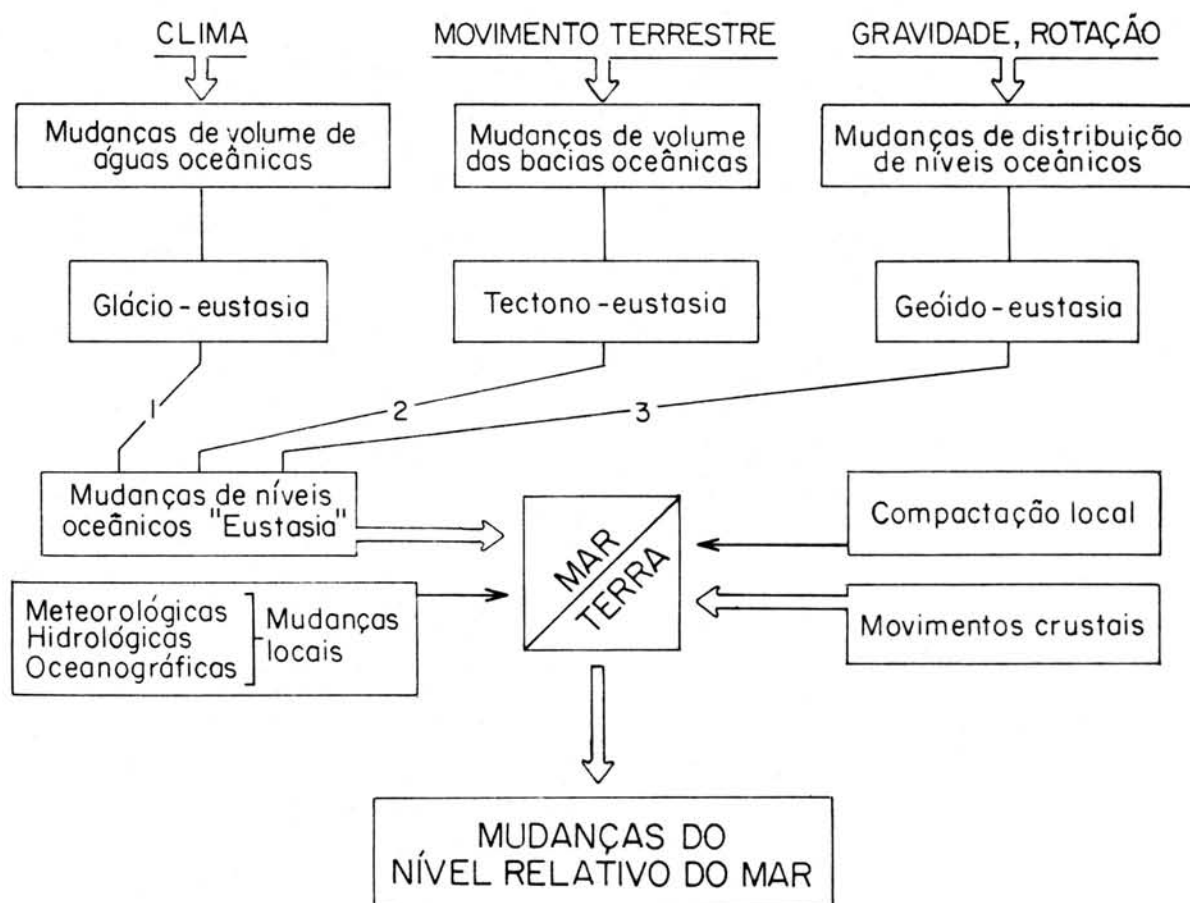 CLIMA
MOVIMENTO TERRESTRE
GRAVIDADE, ROTAÇÃO
Mudanças de volume de
águas oceânicas
Mudanças de volume
das bacias oceânicas
Mudanças de distribuição
de níveis oceânicos
Glácio-eustasia
Tectono-eustasia
Geóido-eustasia
1
2
3
Mudanças de níveis
oceânicos "Eustasia"
Meteorológicas
Hidrológicas
Oceanográficas
Mudanças
locais
MAR
TERRA
Compactação local
Movimentos crustais
MUDANÇAS DO
NÍVEL RELATIVO DO MAR